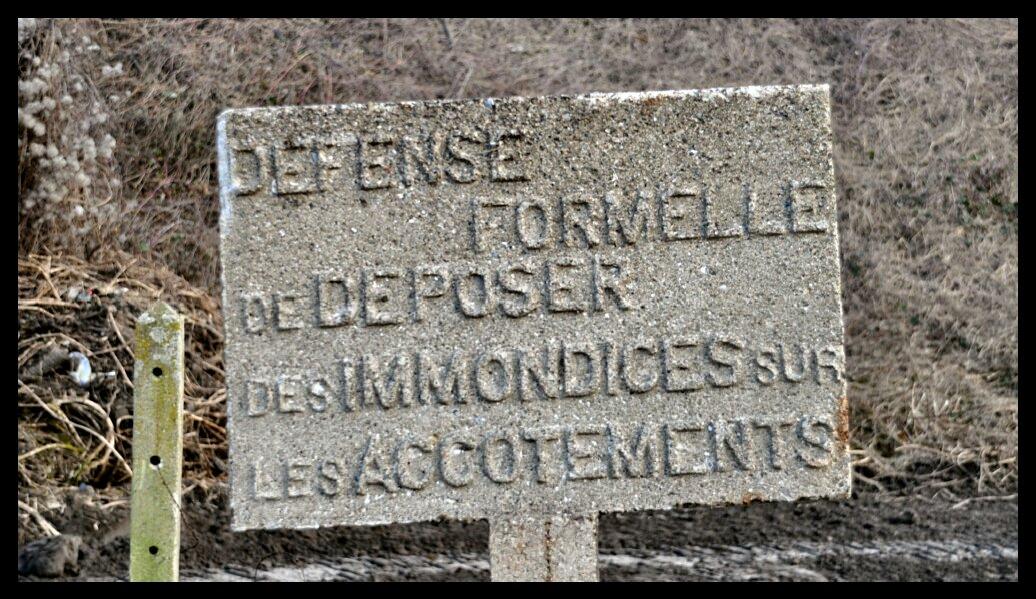 DEFENSE
FORMELLE
DE DEPOSER
DES IMMONDICES SUR
LES ACCOTEMENTS